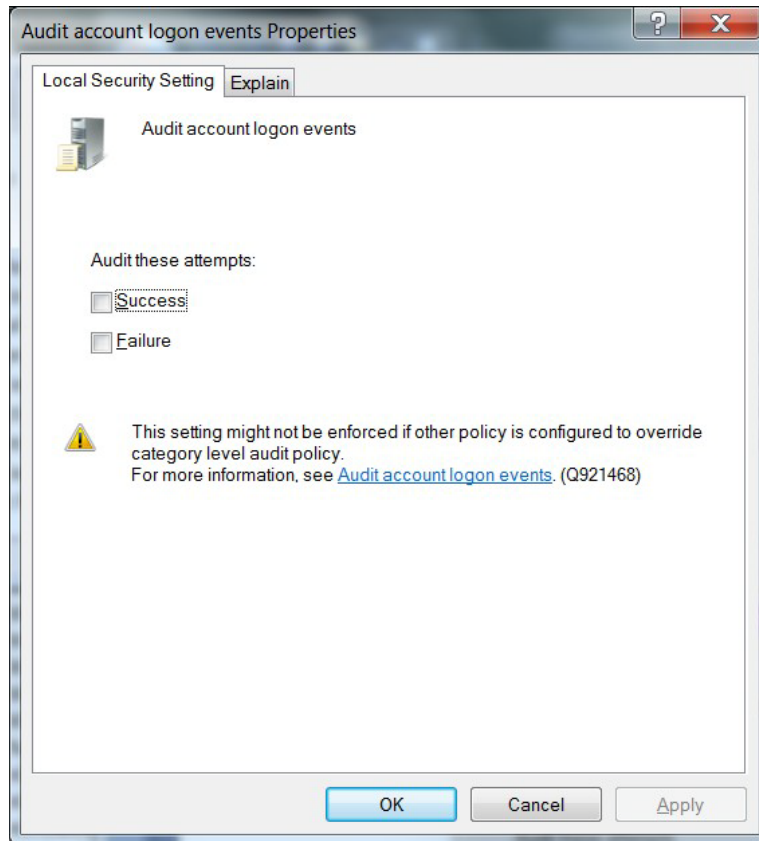 Audit account logon events Properties
Local Security Setting
Explain
Audit account logon events
Audit these attempts:
Success
Failure
This setting might not be enforced if other policy is configured to override
category level audit policy.
For more information, see Audit account logon events. (Q921468)
OK
Cancel
Apply